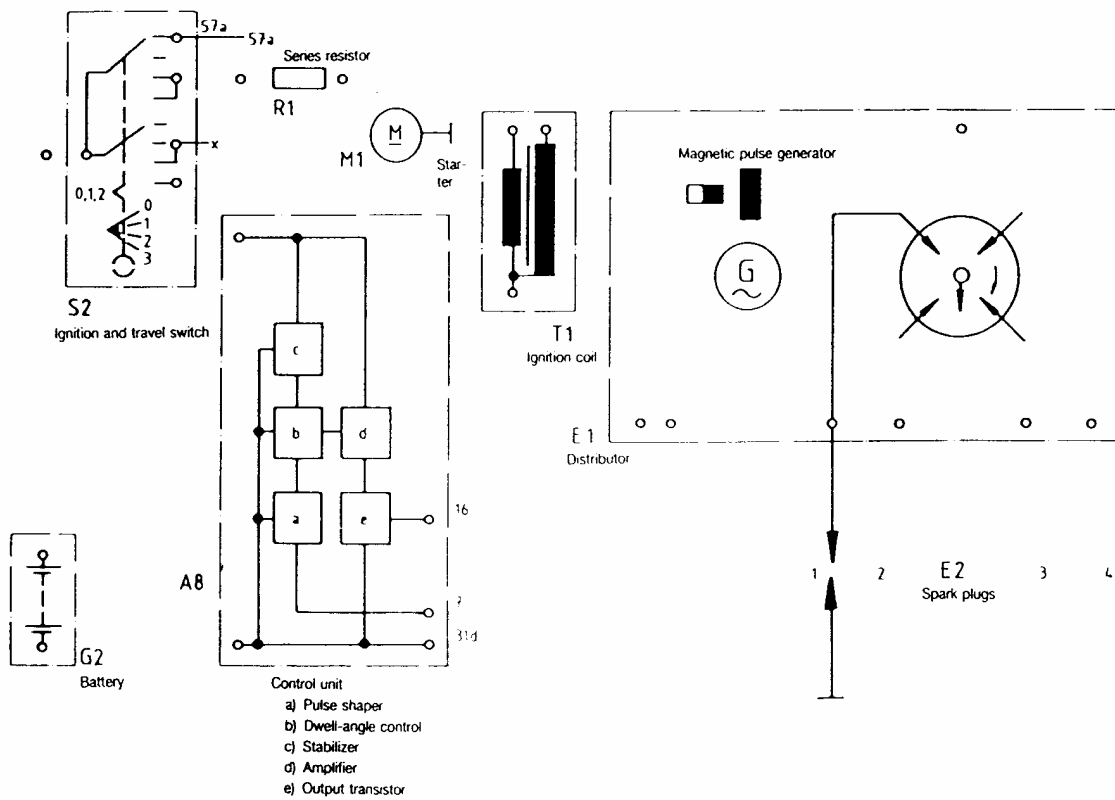 57a
57a
Series resistor
R1
M
M1
Star-
ter
x
0,1,2
0
1
2
3
S2
Ignition and travel switch
T1
Ignition coil
Magnetic pulse generator
G
E1
Distributor
c
b
d
a
e
16
7
31d
A8
G2
Battery
1
2
E2
3
4
Spark plugs
Control unit
a) Pulse shaper
b) Dwell-angle control
c) Stabilizer
d) Amplifier
e) Output transistor